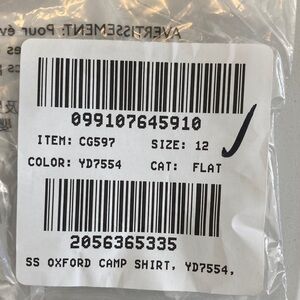 AVERTISSEMENT: Pour év
099107645910
ITEM: CG597 SIZE: 12
COLOR: YD7554 CAT: FLAT
2056365335
SS OXFORD CAMP SHIRT, YD7554,